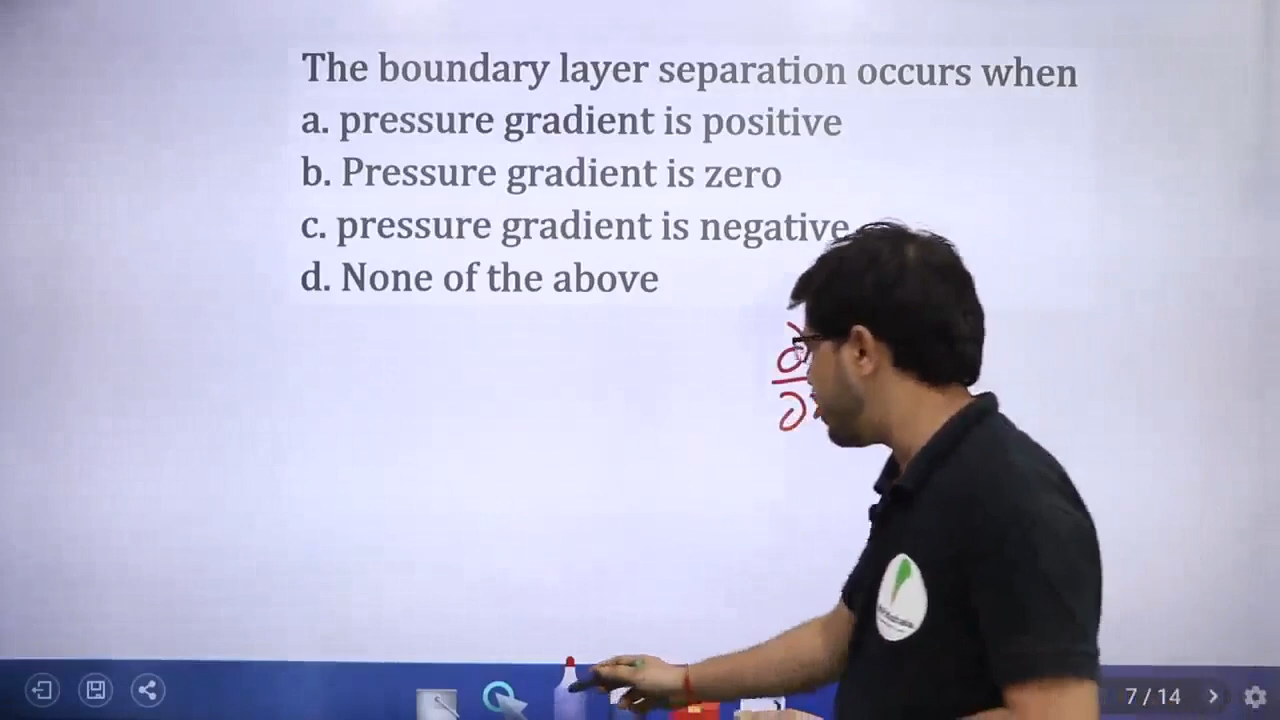 The boundary layer separation occurs when
a. pressure gradient is positive
b. Pressure gradient is zero
c. pressure gradient is negative
d. None of the above
7 / 14